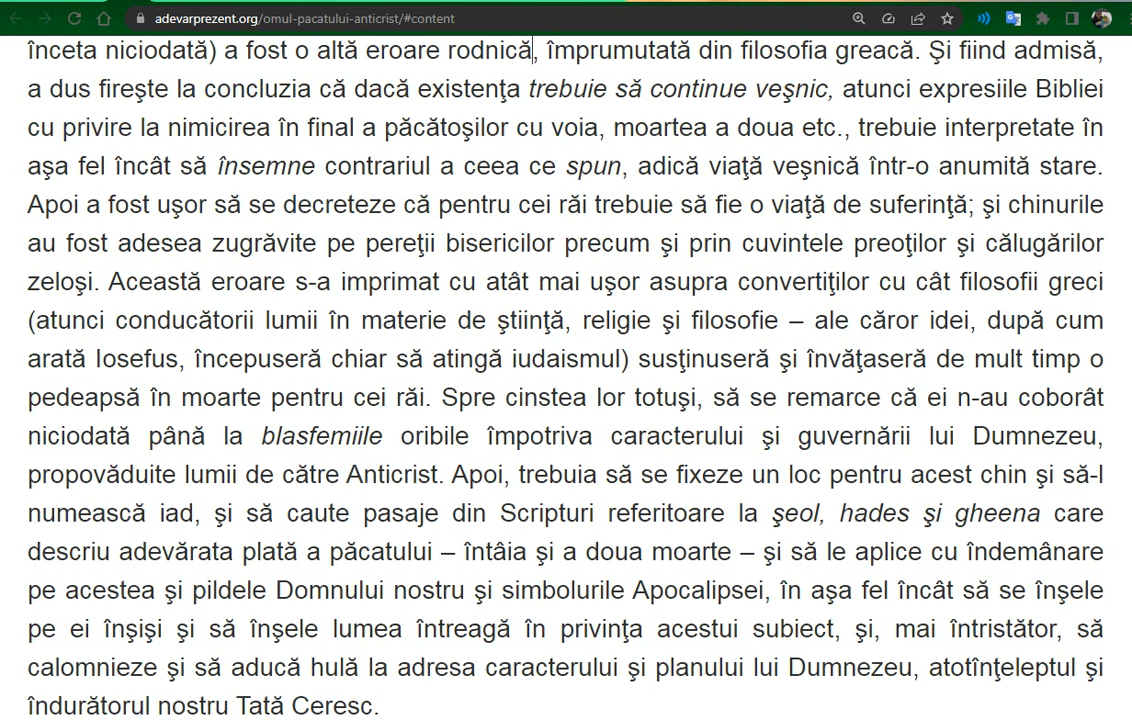 adevarprezent.org/omul-pacatului-anticrist/#content
înceta niciodată) a fost o altă eroare rodnică, împrumutată din filosofia greacă. Şi fiind admisă,
a dus fireşte la concluzia că dacă existenţa trebuie să continue veşnic, atunci expresiile Bibliei
cu privire la nimicirea în final a păcătoşilor cu voia, moartea a doua etc., trebuie interpretate în
aşa fel încât să însemne contrariul a ceea ce spun, adică viaţă veşnică într-o anumită stare.
Apoi a fost uşor să se decreteze că pentru cei răi trebuie să fie o viaţă de suferinţă; şi chinurile
au fost adesea zugrăvite pe pereţii bisericilor precum şi prin cuvintele preoţilor şi călugărilor
zeloşi. Această eroare s-a imprimat cu atât mai uşor asupra convertiţilor cu cât filosofii greci
(atunci conducătorii lumii în materie de ştiinţă, religie şi filosofie – ale căror idei, după cum
arată Iosefus, începuseră chiar să atingă iudaismul) susţinuseră şi învăţaseră de mult timp o
pedeapsă în moarte pentru cei răi. Spre cinstea lor totuşi, să se remarce că ei n-au coborât
niciodată până la blasfemiile oribile împotriva caracterului şi guvernării lui Dumnezeu,
propovăduite lumii de către Anticrist. Apoi, trebuia să se fixeze un loc pentru acest chin şi să-l
numească iad, şi să caute pasaje din Scripturi referitoare la şeol, hades şi gheena care
descriu adevărata plată a păcatului – întâia şi a doua moarte – şi să le aplice cu îndemânare
pe acestea şi pildele Domnului nostru şi simbolurile Apocalipsei, în aşa fel încât să se înşele
pe ei înşişi şi să înşele lumea întreagă în privinţa acestui subiect, şi, mai întristător, să
calomnieze şi să aducă hulă la adresa caracterului şi planului lui Dumnezeu, atotînţeleptul şi
îndurătorul nostru Tată Ceresc.